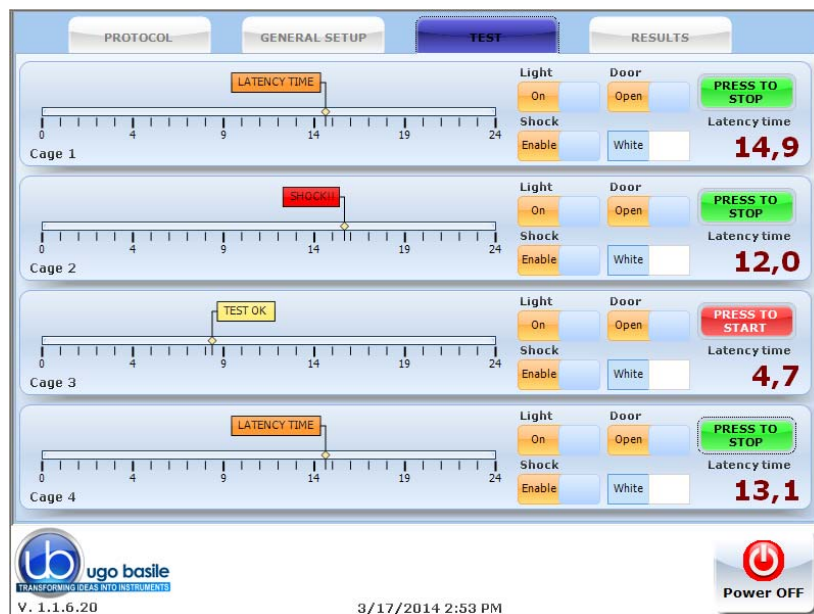 PROTOCOL GENERAL SETUP TEST RESULTS
LATENCY TIME
Light Door
On Open PRESS TO STOP
0 4 9 14 19 24
Shock Latency time
Cage 1
Enable White 14,9
SHOCK!!
Light Door
On Open PRESS TO STOP
0 4 9 14 19 24
Shock Latency time
Cage 2
Enable White 12,0
TEST OK
Light Door
On Open PRESS TO START
0 4 9 14 19 24
Shock Latency time
Cage 3
Enable White 4,7
LATENCY TIME
Light Door
On Open PRESS TO STOP
0 4 9 14 19 24
Shock Latency time
Cage 4
Enable White 13,1
ub ugo basile
TRANSFORMING IDEAS INTO INSTRUMENTS
Power OFF
V. 1.1.6.20 3/17/2014 2:53 PM